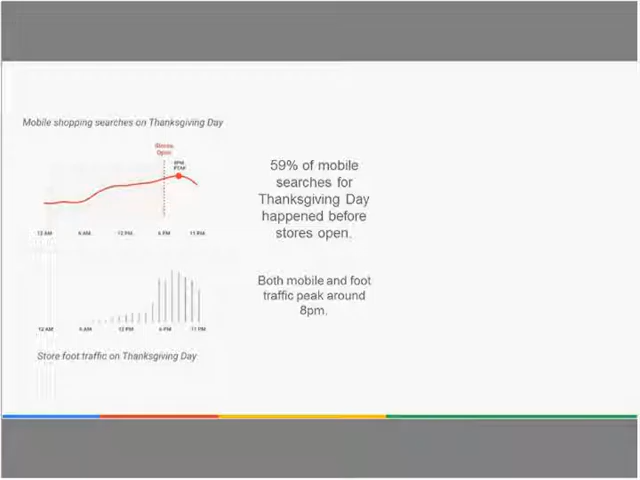 Mobile shopping searches on Thanksgiving Day
Stores
Open
8PM
PEAK
12 AM 6 AM 12 PM 6 PM 11 PM
59% of mobile
searches for
Thanksgiving Day
happened before
stores open.
Both mobile and foot
traffic peak around
8pm.
12 AM 6 AM 12 PM 6 PM 11 PM
Store foot traffic on Thanksgiving Day